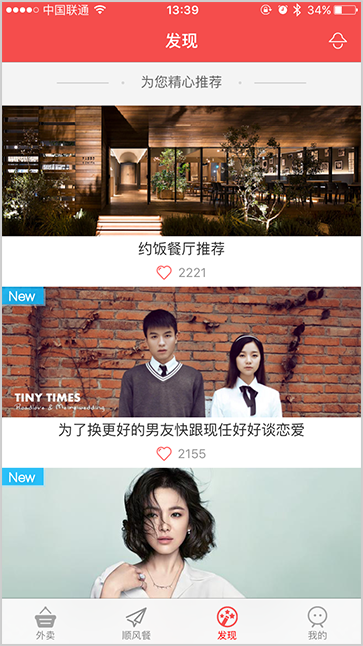 中国联通
13:39
34%
发现
为您精心推荐
约饭餐厅推荐
2221
New
TINY TIMES
为了换更好的男友快跟现任好好谈恋爱
2155
New
外卖
顺风餐
发现
我的